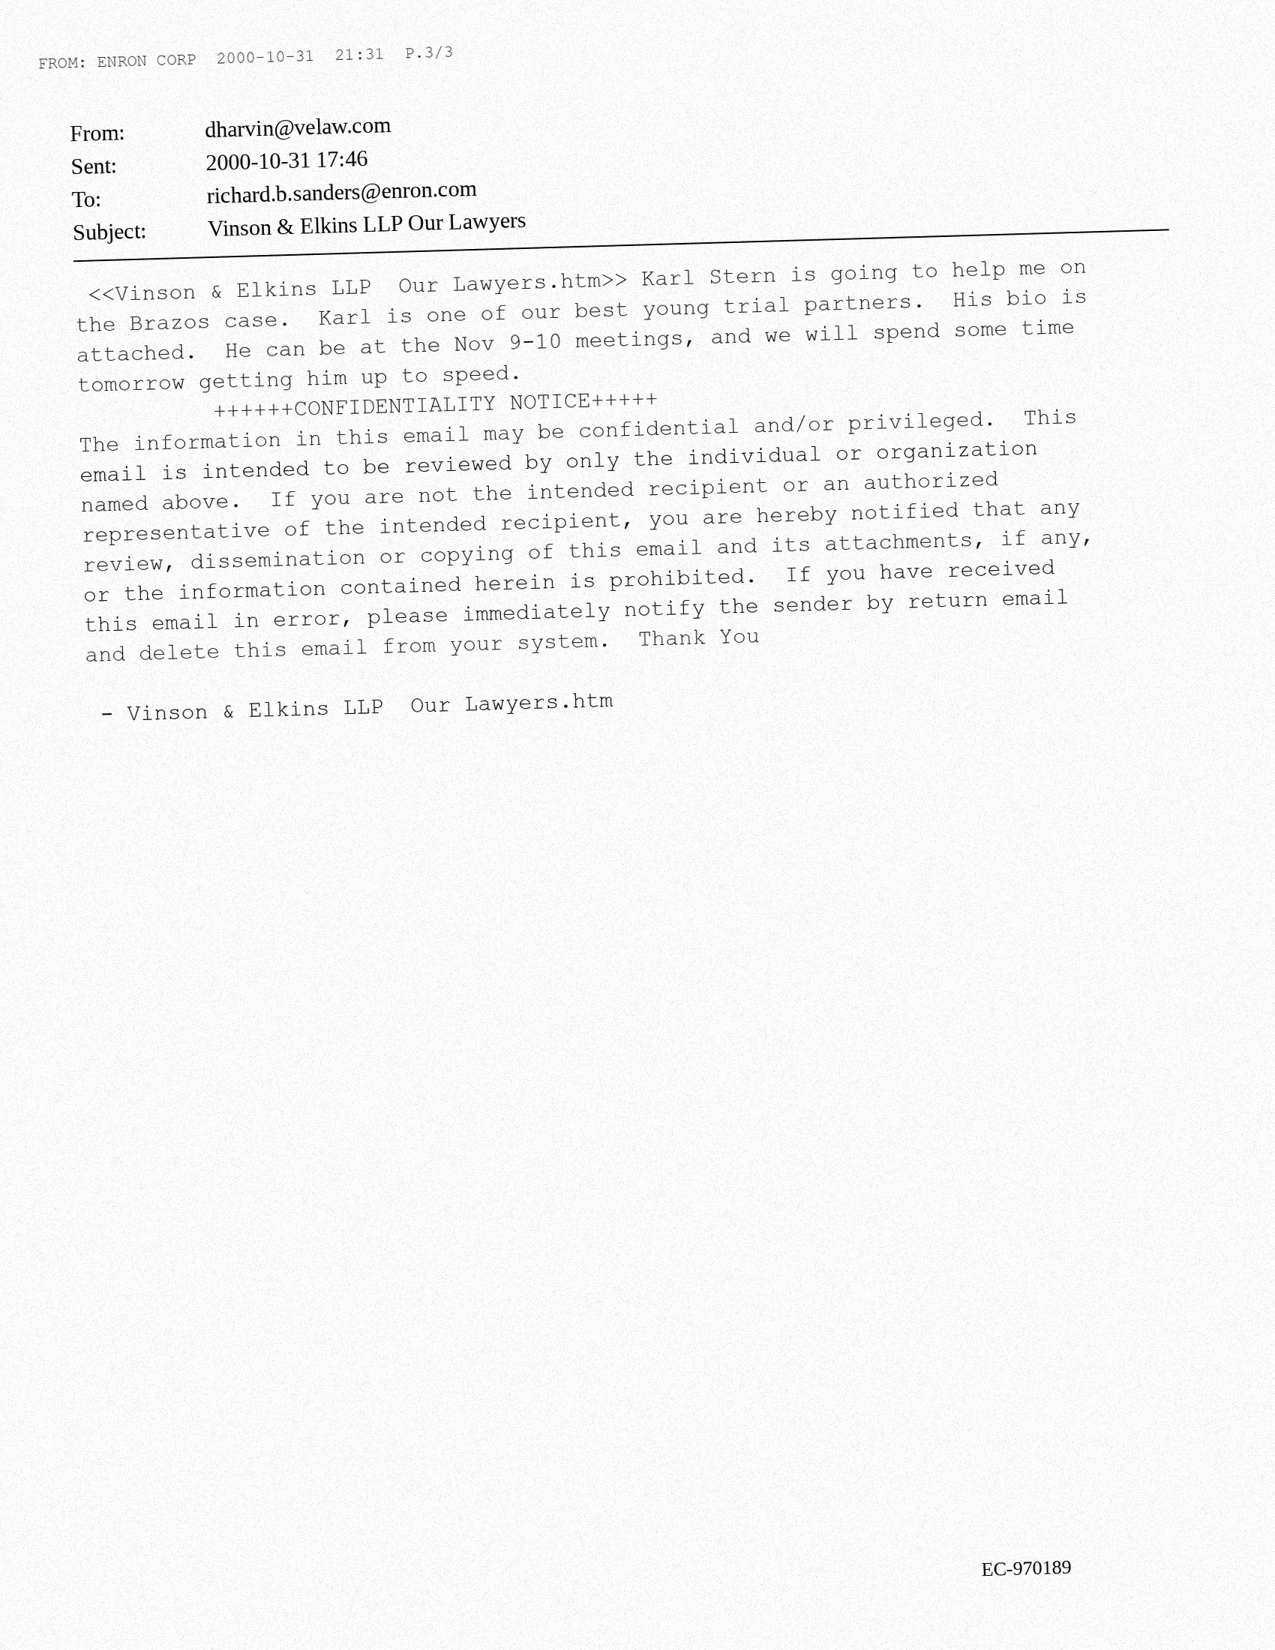 FROM: ENRON CORP  2000-10-31  21:31  P.3/3
From: dharvin@velaw.com
Sent: 2000-10-31 17:46
To: richard.b.sanders@enron.com
Subject: Vinson & Elkins LLP Our Lawyers
<<Vinson & Elkins LLP  Our Lawyers.htm>> Karl Stern is going to help me on
the Brazos case.  Karl is one of our best young trial partners.  His bio is
attached.  He can be at the Nov 9-10 meetings, and we will spend some time
tomorrow getting him up to speed.
++++++CONFIDENTIALITY NOTICE+++++
The information in this email may be confidential and/or privileged.  This
email is intended to be reviewed by only the individual or organization
named above.  If you are not the intended recipient or an authorized
representative of the intended recipient, you are hereby notified that any
review, dissemination or copying of this email and its attachments, if any,
or the information contained herein is prohibited.  If you have received
this email in error, please immediately notify the sender by return email
and delete this email from your system.  Thank You
- Vinson & Elkins LLP  Our Lawyers.htm
EC-970189